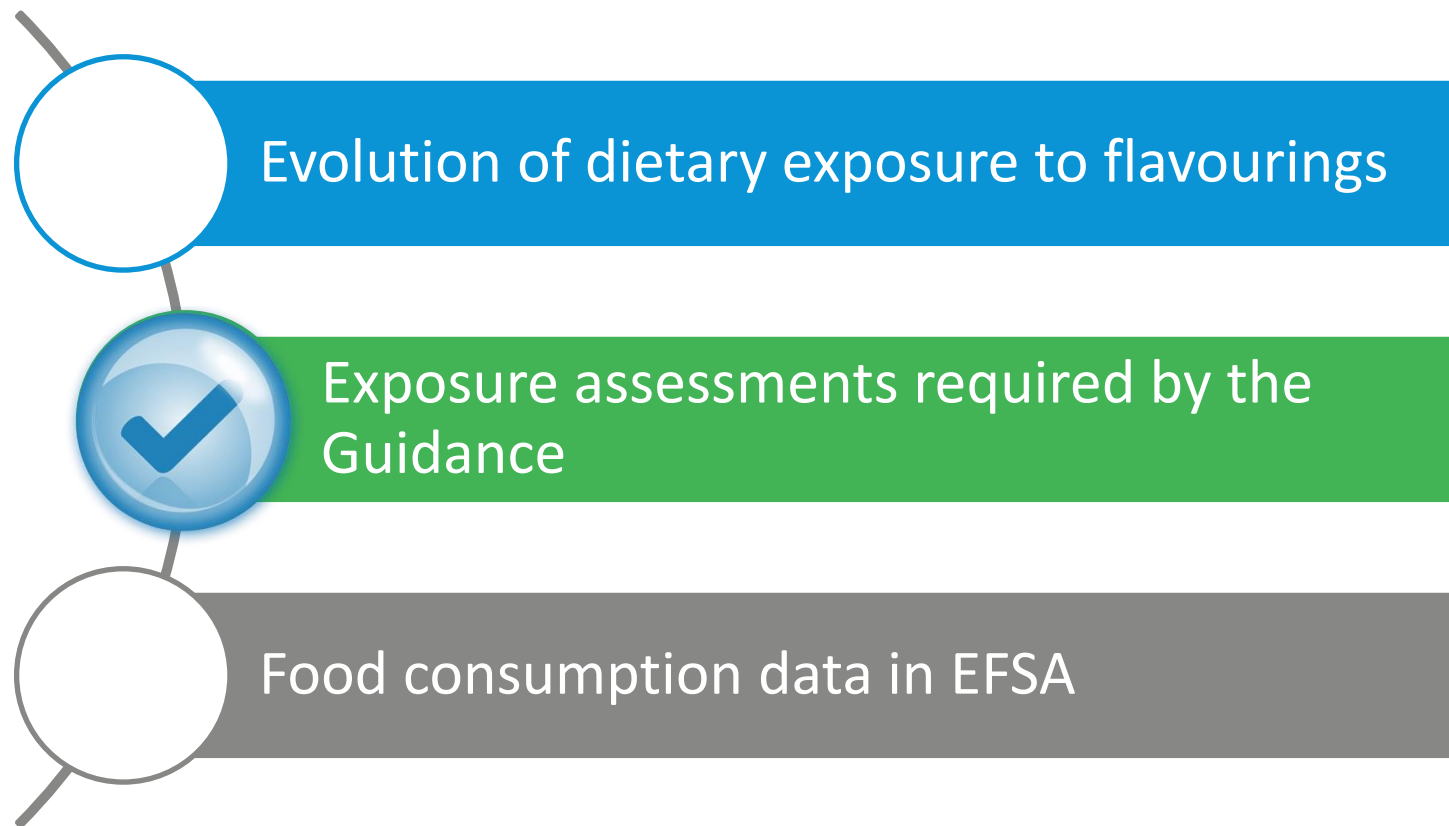 Evolution of dietary exposure to flavourings
Exposure assessments required by the
Guidance
Food consumption data in EFSA